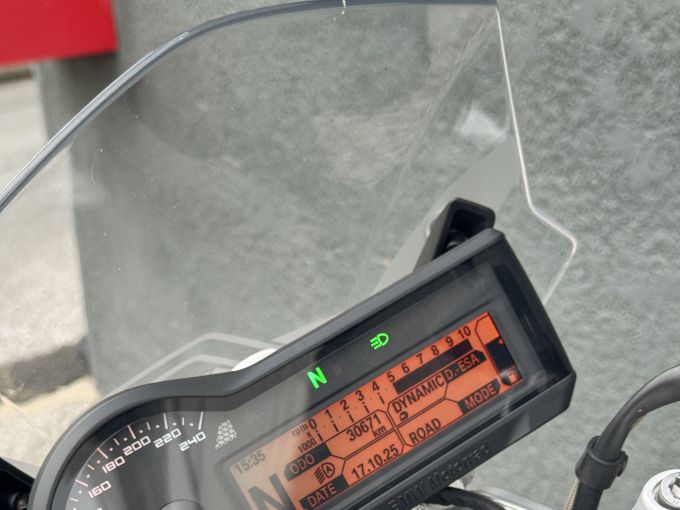 N
rpm 1000 0 1 2 3 4 5 6 7 8 9 10
160 180 200 220 240
15:35
ODO 30671 km
DYNAMIC D.-ESA
N
DATE 17.10.25
ROAD MODE
BMW MOTORRAD